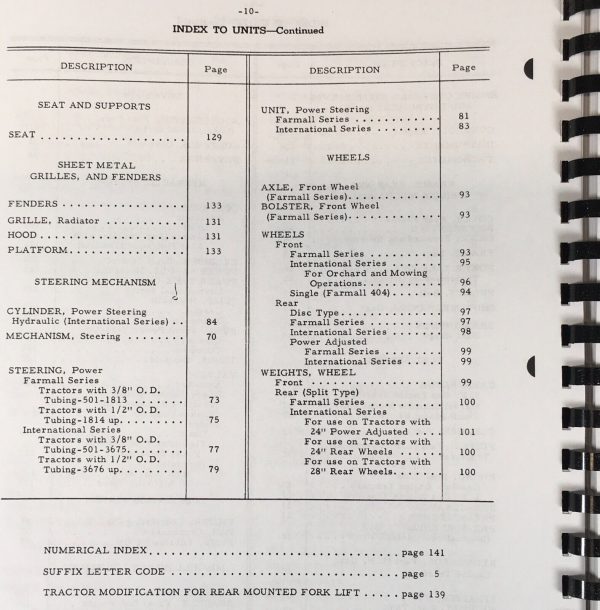 -10-
INDEX TO UNITS—Continued
DESCRIPTION
Page
SEAT AND SUPPORTS
SEAT . . . . . . . . . . . . . . . . . . 129
SHEET METAL
GRILLES, AND FENDERS
FENDERS . . . . . . . . . . . . . . . 133
GRILLE, Radiator . . . . . . . . . . 131
HOOD . . . . . . . . . . . . . . . . . . 131
PLATFORM . . . . . . . . . . . . . . 133
STEERING MECHANISM
CYLINDER, Power Steering
Hydraulic (International Series) . . 84
MECHANISM, Steering . . . . . . . 70
STEERING, Power
Farmall Series
Tractors with 3/8" O.D.
Tubing-501-1813 . . . . . . . . 73
Tractors with 1/2" O.D.
Tubing-1814 up . . . . . . . . . 75
International Series
Tractors with 3/8" O.D.
Tubing-501-3675 . . . . . . . . 77
Tractors with 1/2" O.D.
Tubing-3676 up . . . . . . . . . 79
DESCRIPTION
Page
UNIT, Power Steering
Farmall Series . . . . . . . . . . . 81
International Series . . . . . . . . 83
WHEELS
AXLE, Front Wheel
(Farmall Series) . . . . . . . . . . . 93
BOLSTER, Front Wheel
(Farmall Series) . . . . . . . . . . . 93
WHEELS
Front
Farmall Series . . . . . . . . . . 93
International Series . . . . . . . 95
For Orchard and Mowing
Operations . . . . . . . . . . . 96
Single (Farmall 404) . . . . . . . 94
Rear
Disc Type . . . . . . . . . . . . . 97
Farmall Series . . . . . . . . . . 97
International Series . . . . . . . 98
Power Adjusted
Farmall Series . . . . . . . . . 99
International Series . . . . . . 99
WEIGHTS, WHEEL
Front . . . . . . . . . . . . . . . . . 99
Rear (Split Type)
Farmall Series . . . . . . . . . . 100
International Series
For use on Tractors with
24" Power Adjusted . . . . 101
For use on Tractors with
24" Rear Wheels . . . . . . 100
For use on Tractors with
28" Rear Wheels . . . . . . 100
NUMERICAL INDEX . . . . . . . . . . . . . . . . . . . . . . . . . . page 141
SUFFIX LETTER CODE . . . . . . . . . . . . . . . . . . . . . . . page 5
TRACTOR MODIFICATION FOR REAR MOUNTED FORK LIFT . . . . . page 139